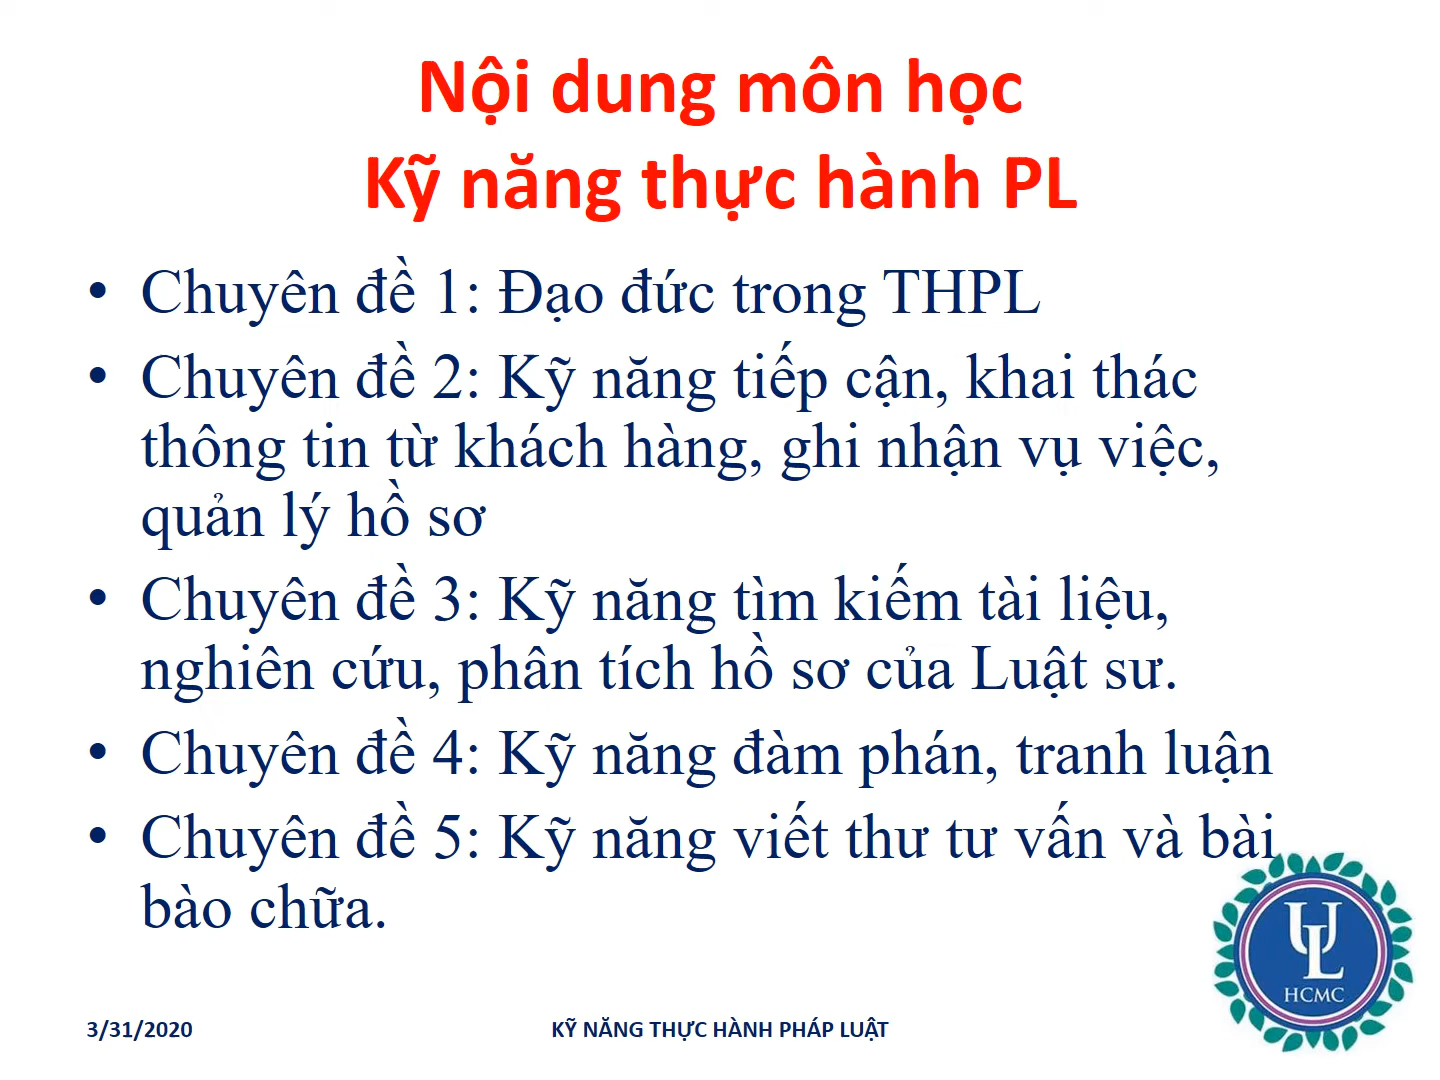 Nội dung môn học
Kỹ năng thực hành PL
• Chuyên đề 1: Đạo đức trong THPL
• Chuyên đề 2: Kỹ năng tiếp cận, khai thác
thông tin từ khách hàng, ghi nhận vụ việc,
quản lý hồ sơ
• Chuyên đề 3: Kỹ năng tìm kiếm tài liệu,
nghiên cứu, phân tích hồ sơ của Luật sư.
• Chuyên đề 4: Kỹ năng đàm phán, tranh luận
• Chuyên đề 5: Kỹ năng viết thư tư vấn và bài
bào chữa.
UL
HCMC
3/31/2020
KỸ NĂNG THỰC HÀNH PHÁP LUẬT